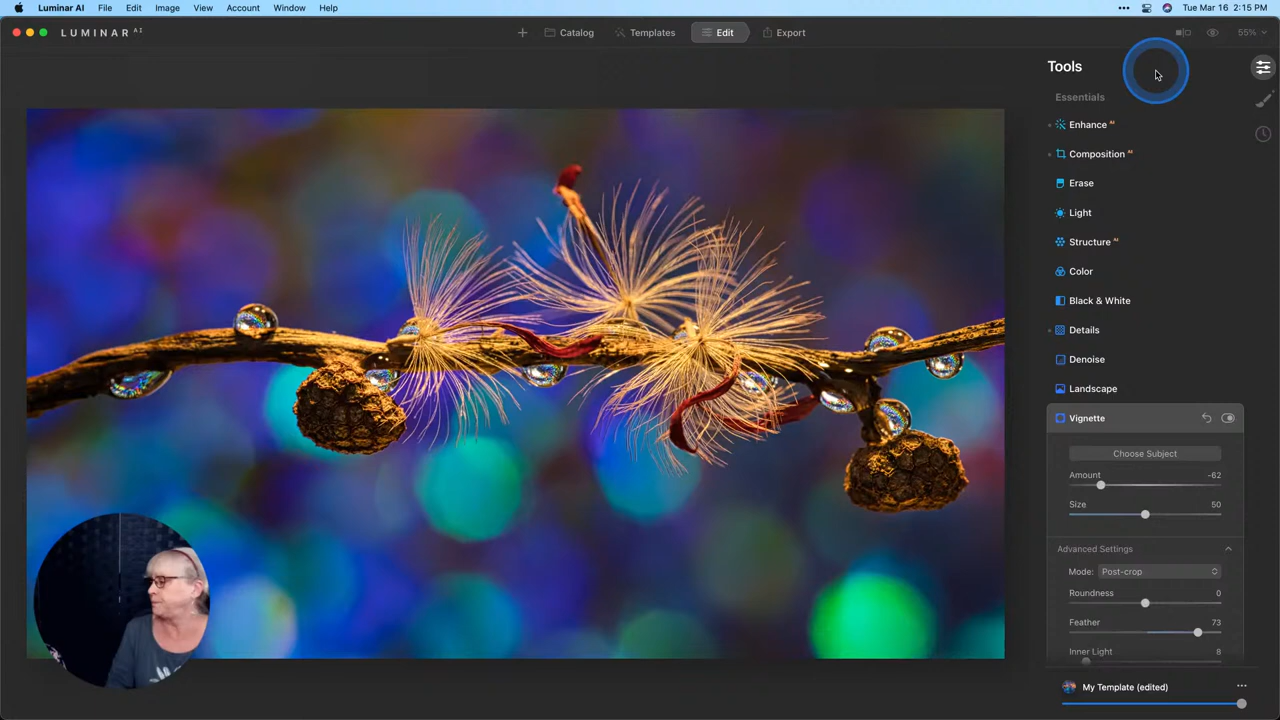 Luminar AI File Edit Image View Account Window Help Tue Mar 16 2:15 PM
LUMINAR AI Catalog Templates Edit Export 55%
Tools
Essentials
Enhance AI
Composition AI
Erase
Light
Structure AI
Color
Black & White
Details
Denoise
Landscape
Vignette
Choose Subject
Amount -62
Size 50
Advanced Settings
Mode: Post-crop
Roundness 0
Feather 73
Inner Light 8
My Template (edited)